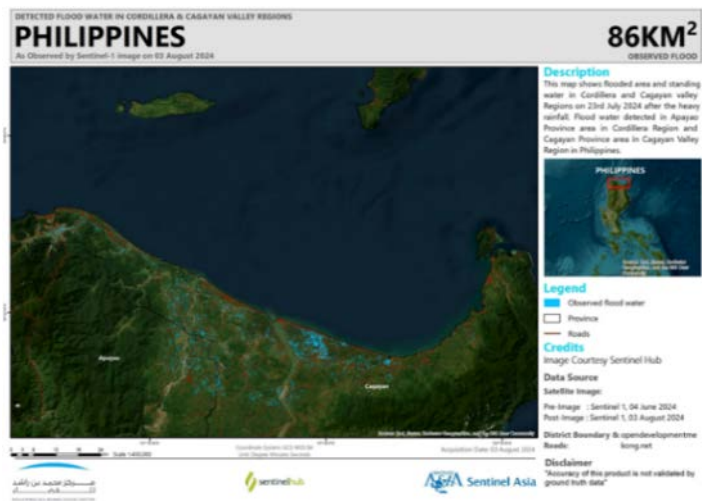 DETECTED FLOOD WATER IN CORDILLERA & CAGAYAN VALLEY REGIONS
PHILIPPINES
As Observed by Sentinel-1 image on 03 August 2024
86KM²
OBSERVED FLOOD
Description
This map shows flooded area and standing
water in Cordillera and Cagayan valley
Regions on 23rd July 2024 after the heavy
rainfall. Flood water detected in Apayao
Province area in Cordillera Region and
Cagayan Province area in Cagayan Valley
Region in Philippines.
PHILIPPINES
Legend
Observed flood water
Province
Roads
Credits
Image Courtesy Sentinel Hub
Data Source
Satellite Image:
Pre-Image : Sentinel 1, 04 June 2024
Post-Image : Sentinel 1, 03 August 2024
District Boundary & opendevelopmentme
Roads: kong.net
Disclaimer
"Accuracy of this product is not validated by
ground truth data"
Apayao
Cagayan
Acquisition Date: 03 August 2024
مركز محمد بن راشد
للفضاء
sentinelhub
Sentinel Asia